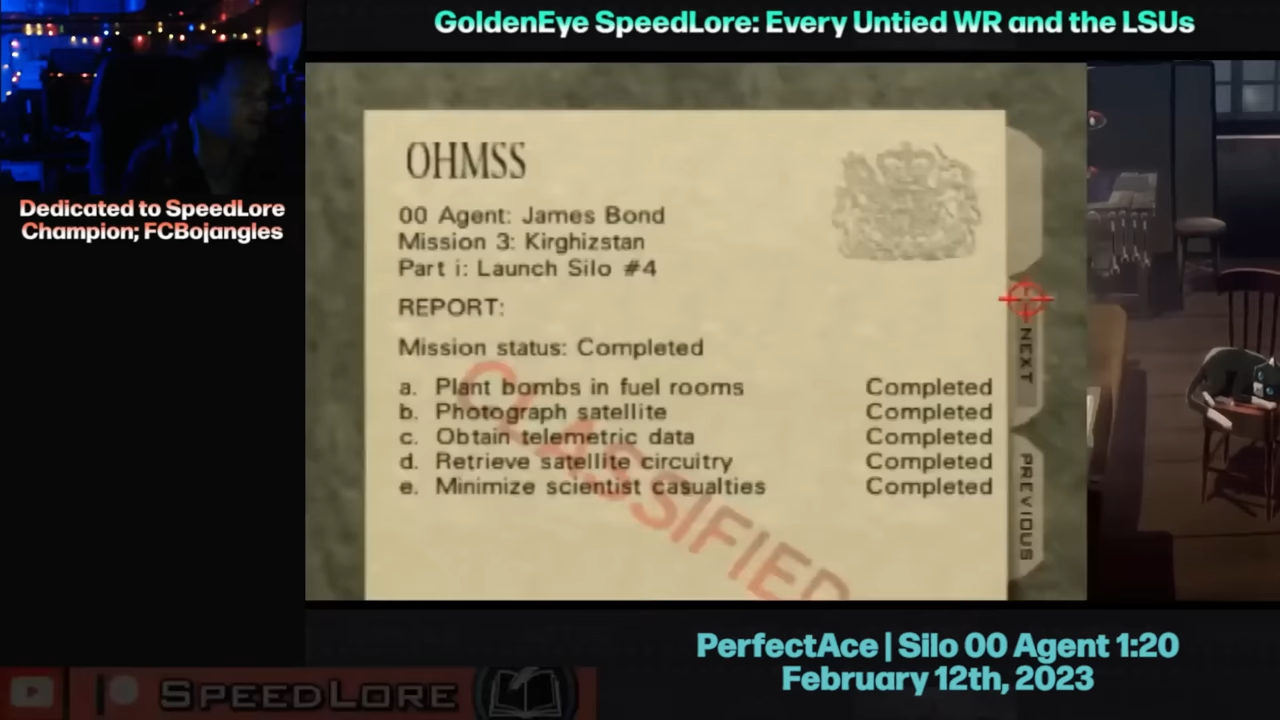 GoldenEye SpeedLore: Every Untied WR and the LSUs
Dedicated to SpeedLore
Champion; FCBojangles
OHMSS
00 Agent: James Bond
Mission 3: Kirghizstan
Part i: Launch Silo #4
REPORT:
Mission status: Completed
a. Plant bombs in fuel rooms Completed
b. Photograph satellite Completed
c. Obtain telemetric data Completed
d. Retrieve satellite circuitry Completed
e. Minimize scientist casualties Completed
CLASSIFIED
NEXT
PREVIOUS
PerfectAce | Silo 00 Agent 1:20
February 12th, 2023
SPEEDLORE